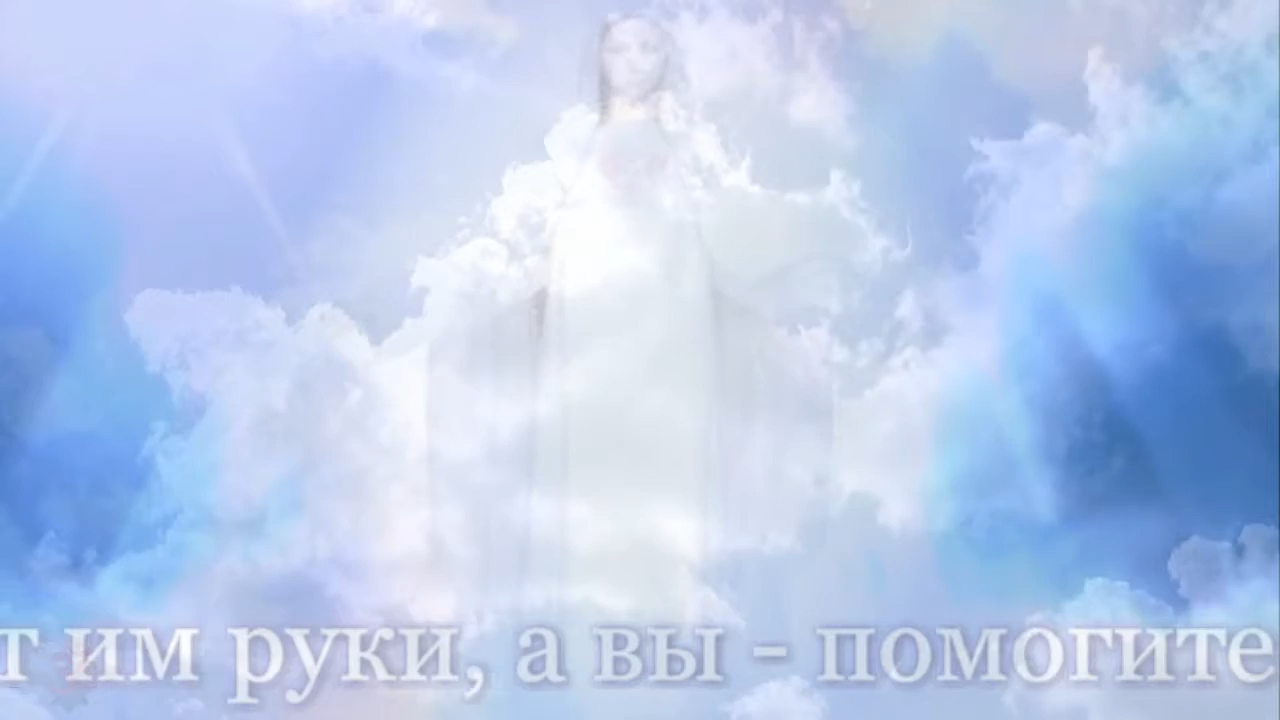 т им руки, а вы - помогите